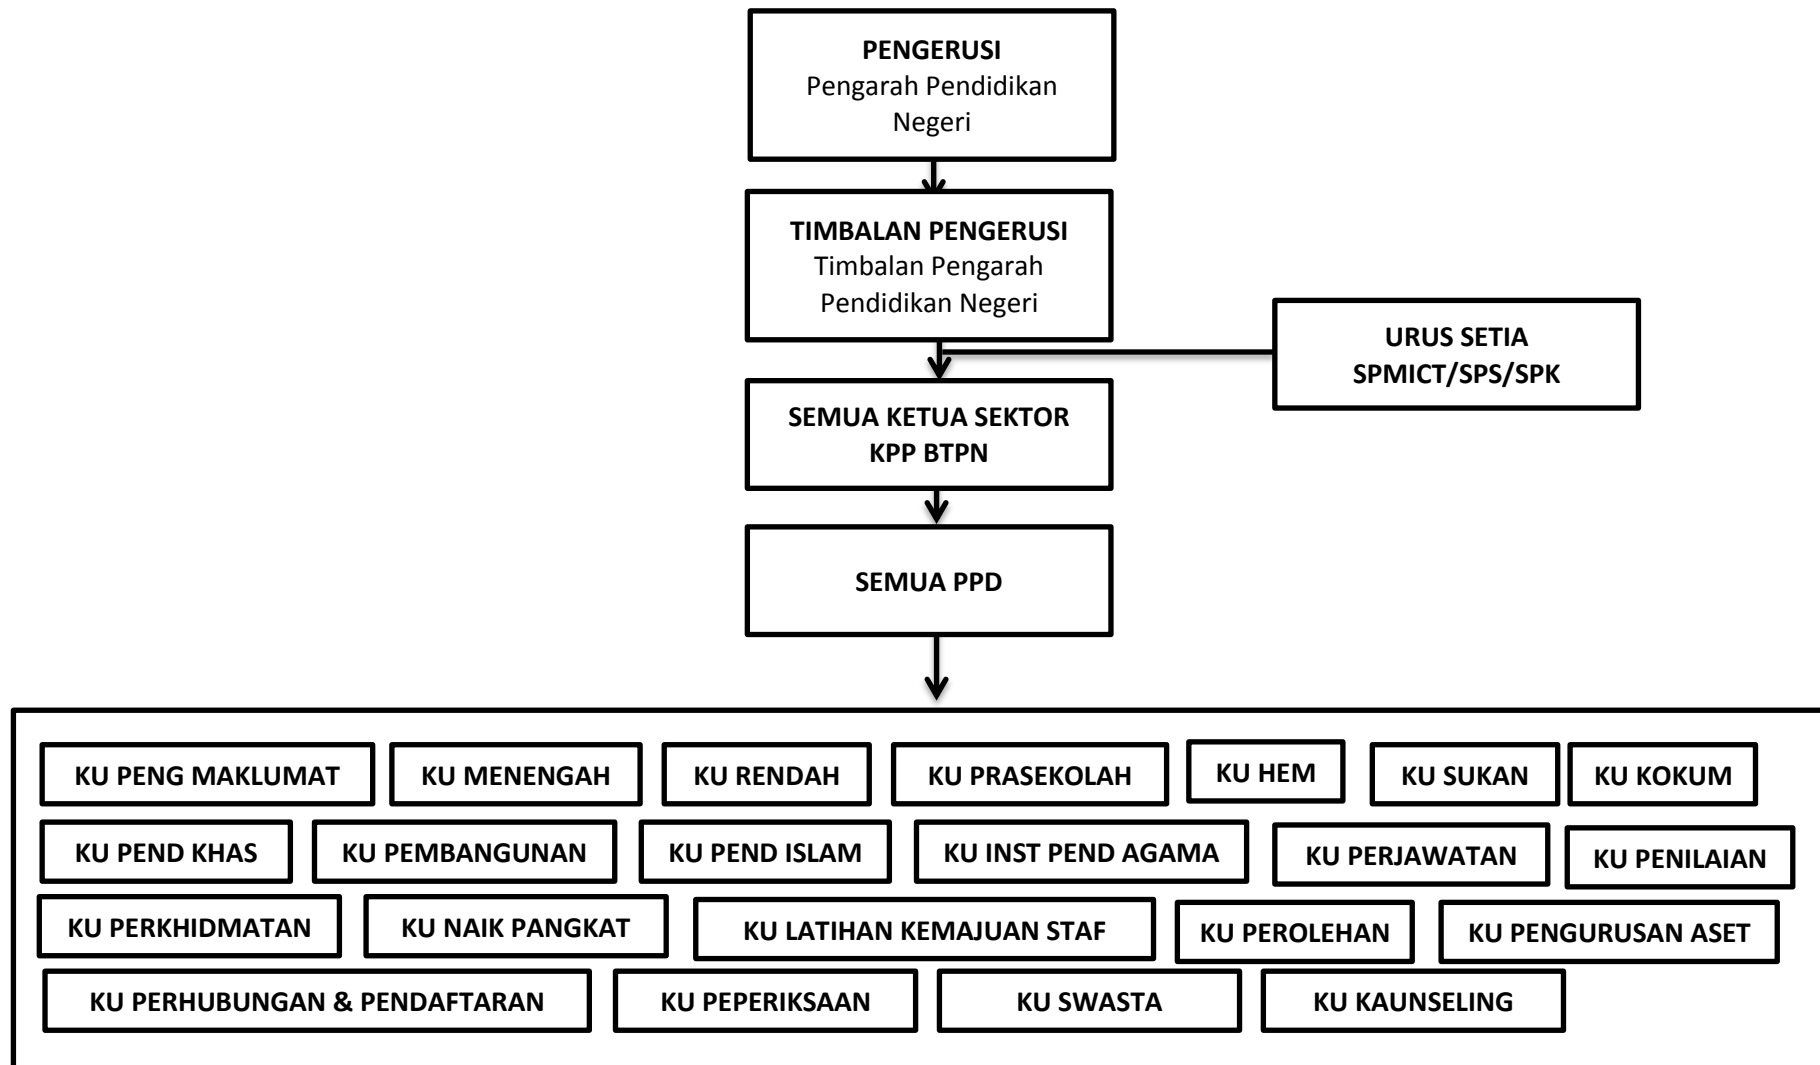 PENGERUSI
Pengarah Pendidikan
Negeri
TIMBALAN PENGERUSI
Timbalan Pengarah
Pendidikan Negeri
URUS SETIA
SPMICT/SPS/SPK
SEMUA KETUA SEKTOR
KPP BTPN
SEMUA PPD
KU PENG MAKLUMAT
KU MENENGAH
KU RENDAH
KU PRASEKOLAH
KU HEM
KU SUKAN
KU KOKUM
KU PEND KHAS
KU PEMBANGUNAN
KU PEND ISLAM
KU INST PEND AGAMA
KU PERJAWATAN
KU PENILAIAN
KU PERKHIDMATAN
KU NAIK PANGKAT
KU LATIHAN KEMAJUAN STAF
KU PEROLEHAN
KU PENGURUSAN ASET
KU PERHUBUNGAN & PENDAFTARAN
KU PEPERIKSAAN
KU SWASTA
KU KAUNSELING